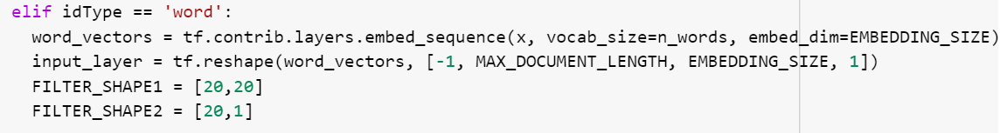 elif idType == 'word':
word_vectors = tf.contrib.layers.embed_sequence(x, vocab_size=n_words, embed_dim=EMBEDDING_SIZE)
input_layer = tf.reshape(word_vectors, [-1, MAX_DOCUMENT_LENGTH, EMBEDDING_SIZE, 1])
FILTER_SHAPE1 = [20,20]
FILTER_SHAPE2 = [20,1]